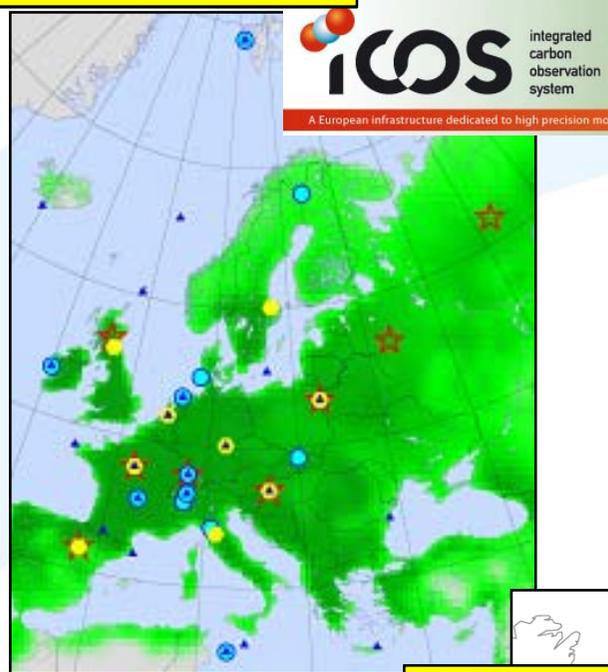 icos
integrated
carbon
observation
system
A European infrastructure dedicated to high precision mo